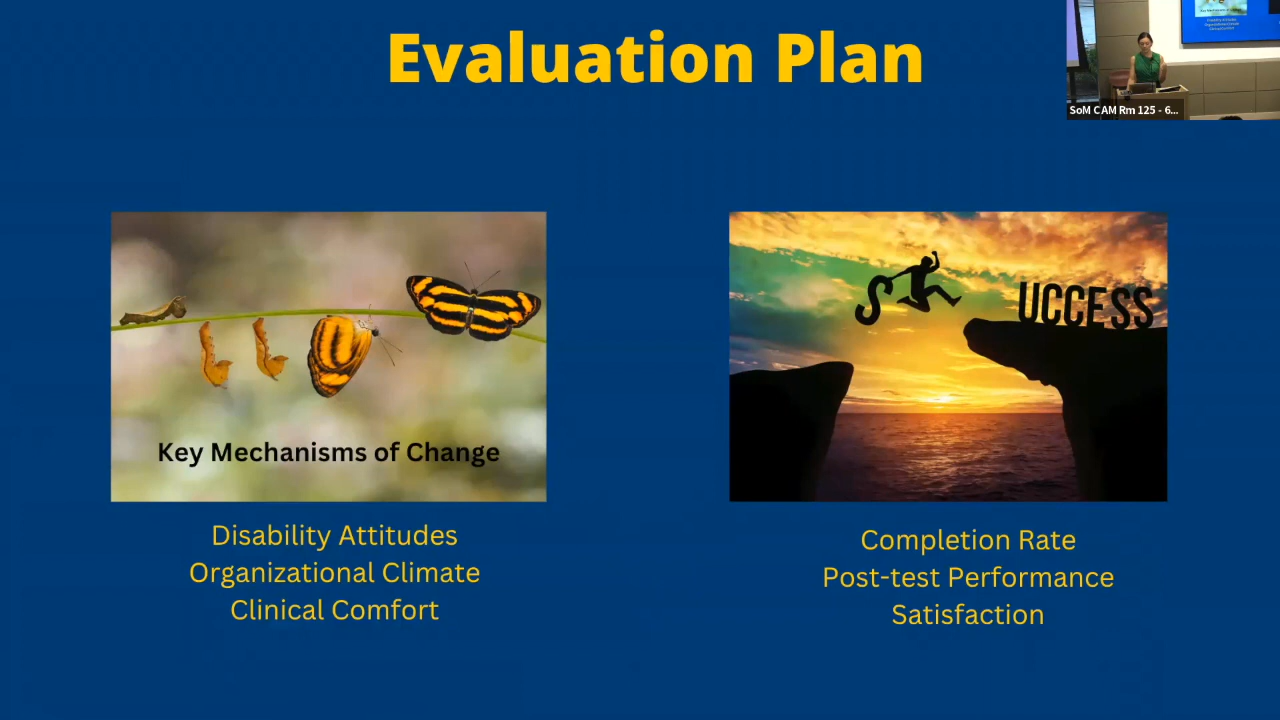 Evaluation Plan
SoM CAM Rm 125 - 6...
S UCCESS
Key Mechanisms of Change
Disability Attitudes
Organizational Climate
Clinical Comfort
Completion Rate
Post-test Performance
Satisfaction